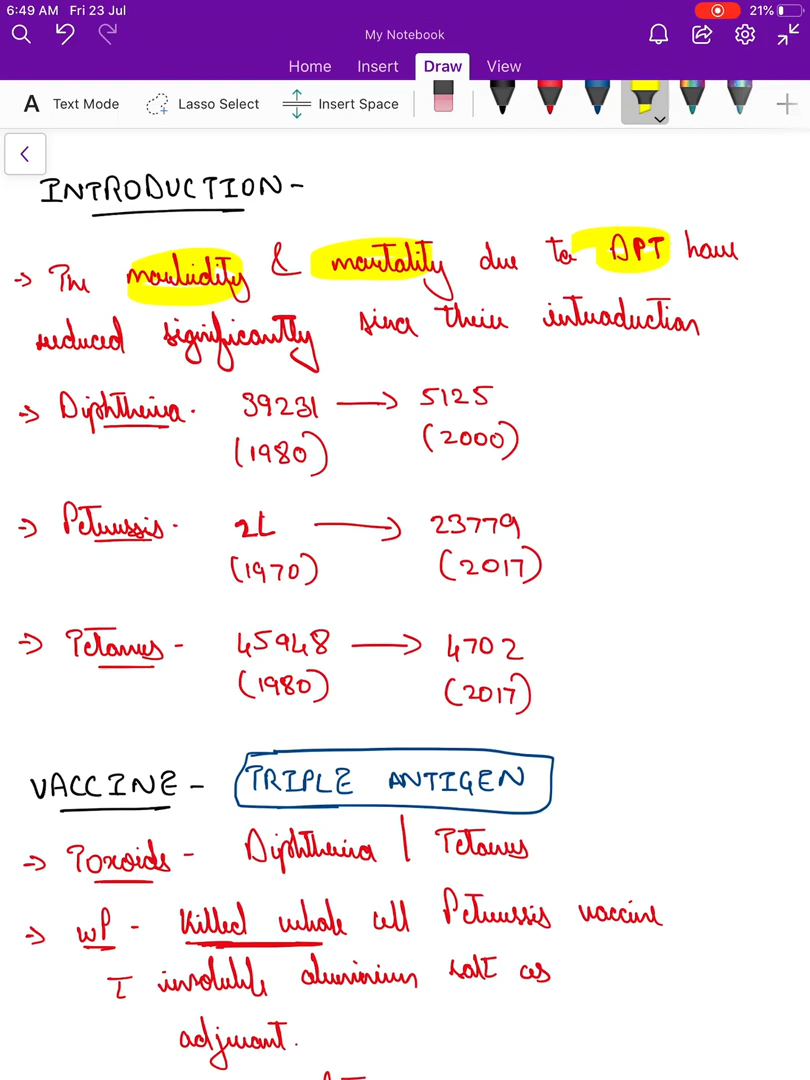 6:49 AM Fri 23 Jul 21%
My Notebook
Home Insert Draw View
A Text Mode Lasso Select Insert Space
INTRODUCTION -
→ The morbidity & mortality due to DPT have
reduced significantly since their introduction
→ Diphtheria - 39231 → 5125
(1980) (2000)
→ Pertussis - 2L → 23779
(1970) (2017)
→ Tetanus - 45948 → 4702
(1980) (2017)
VACCINE - TRIPLE ANTIGEN
→ Toxoids - Diphtheria | Tetanus
→ wP - Killed whole cell Pertussis vaccine
insoluble aluminium salt as
adjuvant.